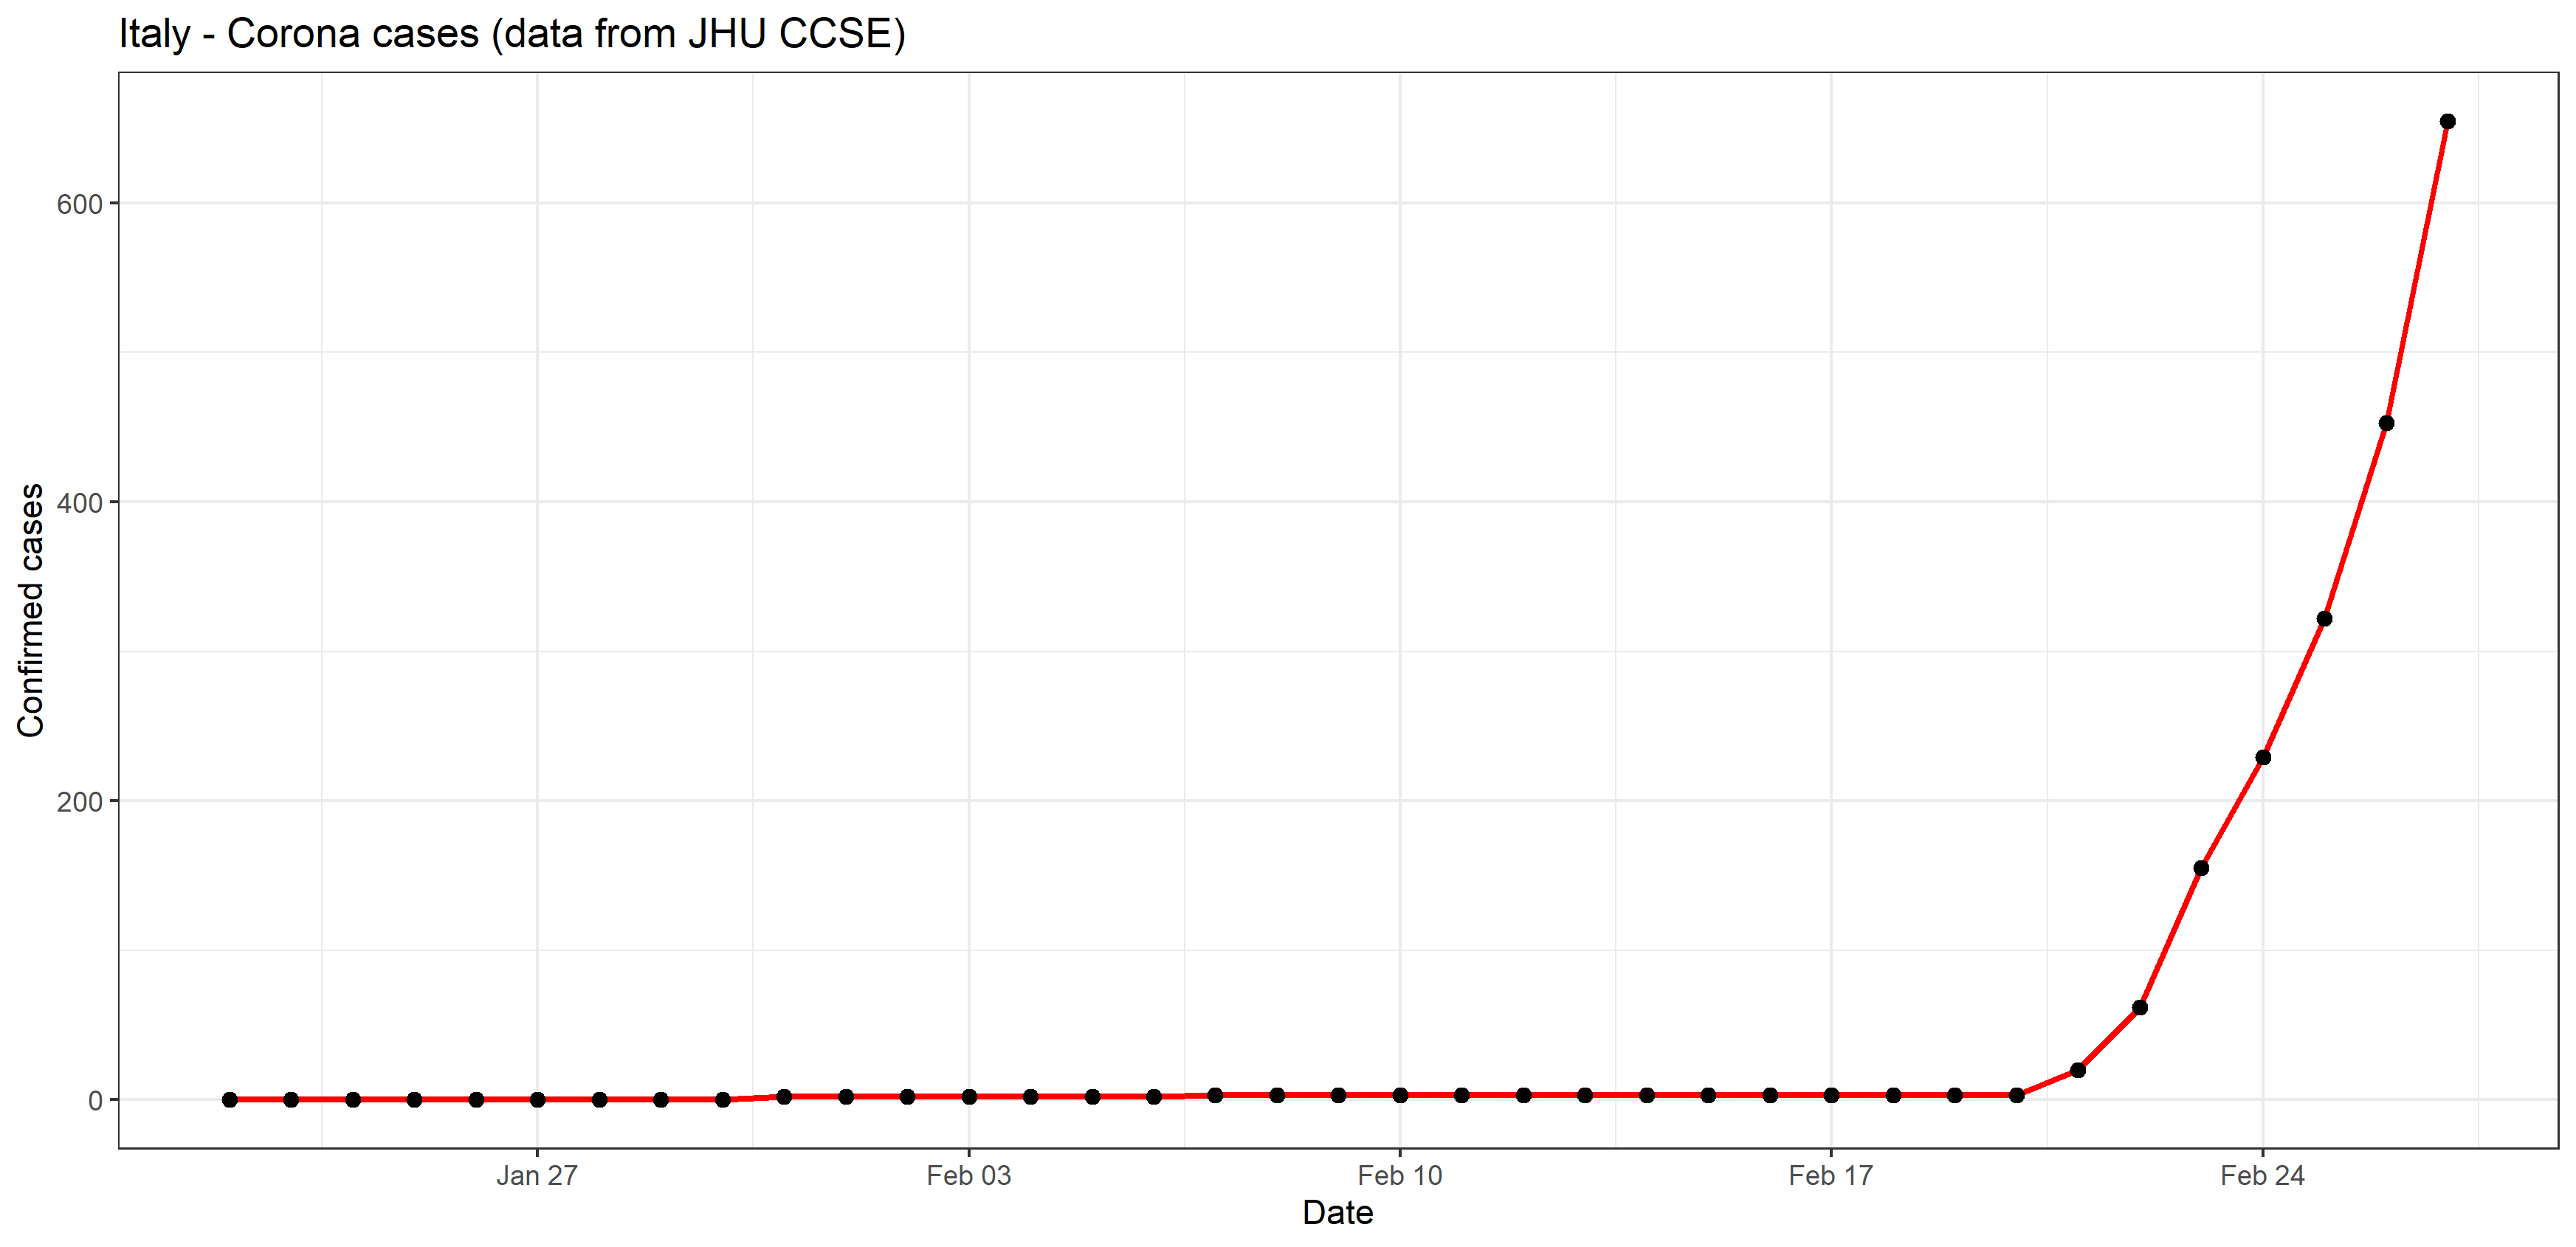 Italy - Corona cases (data from JHU CCSE)
600
400
200
0
Confirmed cases
Jan 27 Feb 03 Feb 10 Feb 17 Feb 24
Date